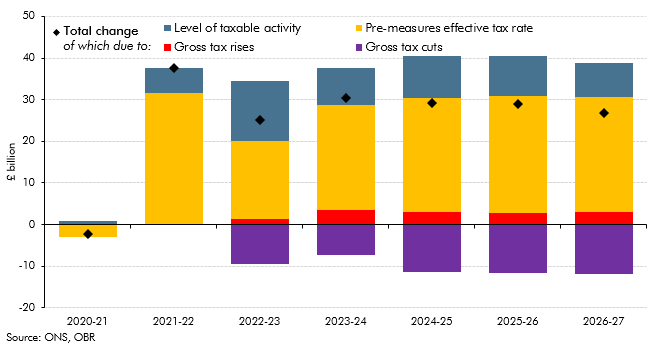 50
Total change
of which due to:
Level of taxable activity
Pre-measures effective tax rate
Gross tax rises
Gross tax cuts
40
30
20
10
0
-10
-20
£ billion
2020-21 2021-22 2022-23 2023-24 2024-25 2025-26 2026-27
Source: ONS, OBR